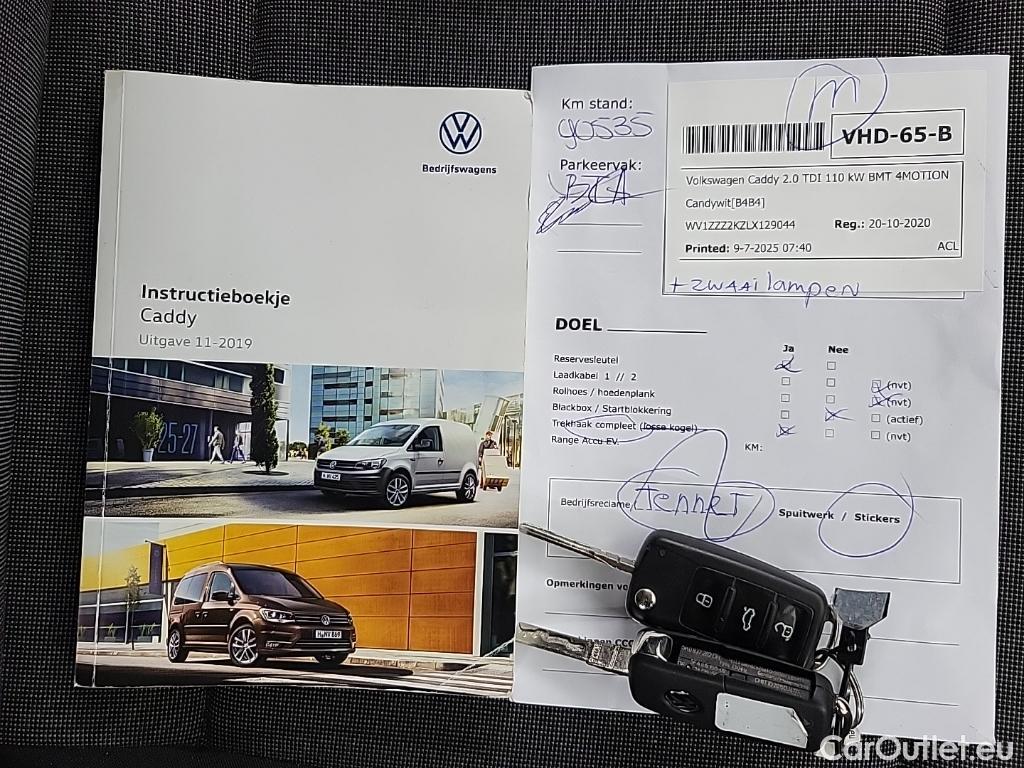 Bedrijfswagens
Instructieboekje
Caddy
Uitgave 11-2019
25-27
Km stand:
90535
Parkeervak:
m
VHD-65-B
Volkswagen Caddy 2.0 TDI 110 kW BMT 4MOTION
Candywit[B4B4]
WV1ZZZ2KZLX129044 Reg.: 20-10-2020
Printed: 9-7-2025 07:40 ACL
+ zwaailampen
DOEL
Ja Nee
Reservesleutel
Laadkabel 1 // 2 (nvt)
Rolhoes / hoedenplank (nvt)
Blackbox / Startblokkering (actief)
Trekhaak compleet (losse kogel) (nvt)
Range Accu EV. KM:
Bedrijfsreclame TenneT Spuitwerk / Stickers
Opmerkingen
CarOutlet.eu